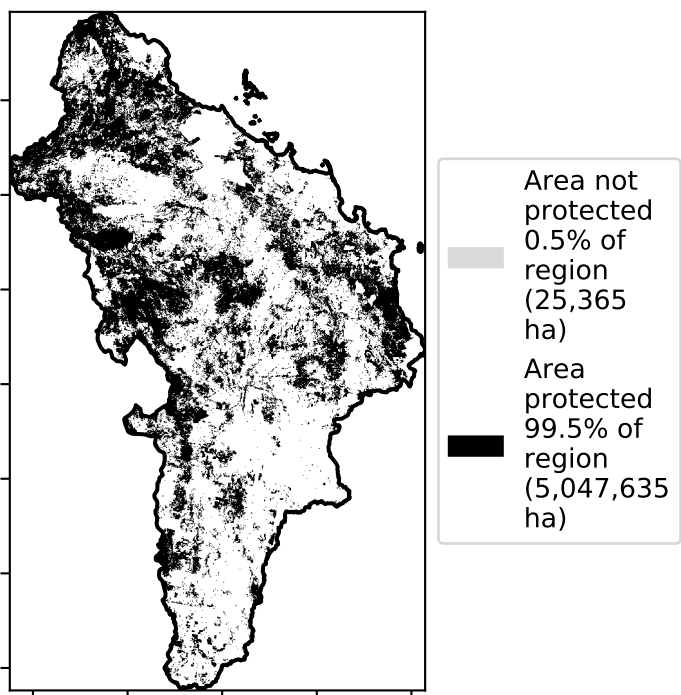 Area not
protected
0.5% of
region
(25,365
ha)
Area
protected
99.5% of
region
(5,047,635
ha)